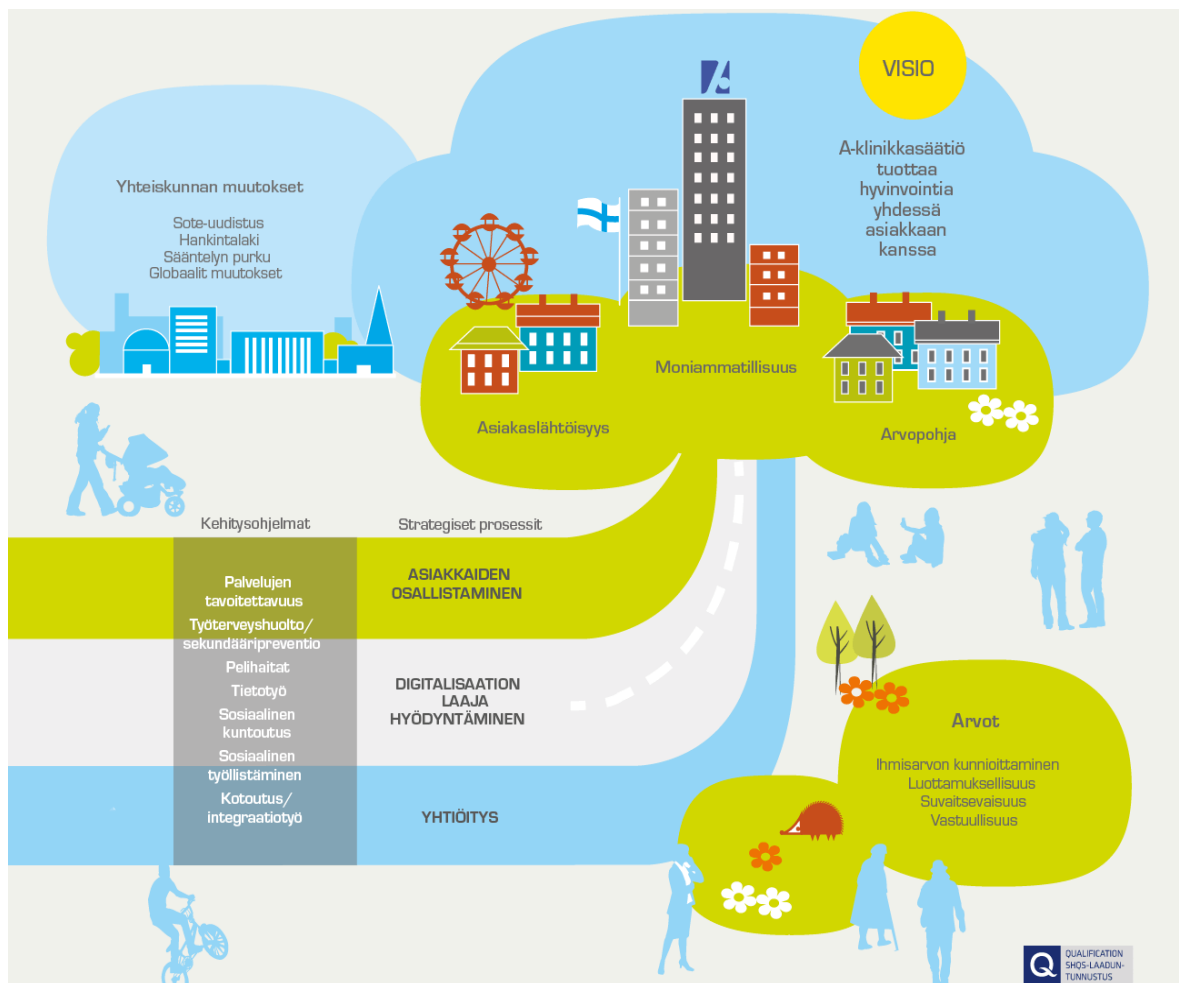 VISIO
A-klinikkasäätiö
tuottaa
hyvinvointia
yhdessä
asiakkaan
kanssa
Yhteiskunnan muutokset
Sote-uudistus
Hankintalaki
Sääntelyn purku
Globaalit muutokset
Moniammatillisuus
Asiakaslähtöisyys
Arvopohja
Kehitysohjelmat
Strategiset prosessit
Palvelujen
tavoitettavuus
Työterveyshuolto/
sekundääripreventio
Pelihaitat
Tietotyö
Sosiaalinen
kuntoutus
Sosiaalinen
työllistäminen
Kotoutus/
integraatiotyö
ASIAKKAIDEN
OSALLISTAMINEN
DIGITALISAATION
LAAJA
HYÖDYNTÄMINEN
YHTIÖITYS
Arvot
Ihmisarvon kunnioittaminen
Luottamuksellisuus
Suvaitsevaisuus
Vastuullisuus
Q
QUALIFICATION
SHQS-LAADUN-
TUNNUSTUS